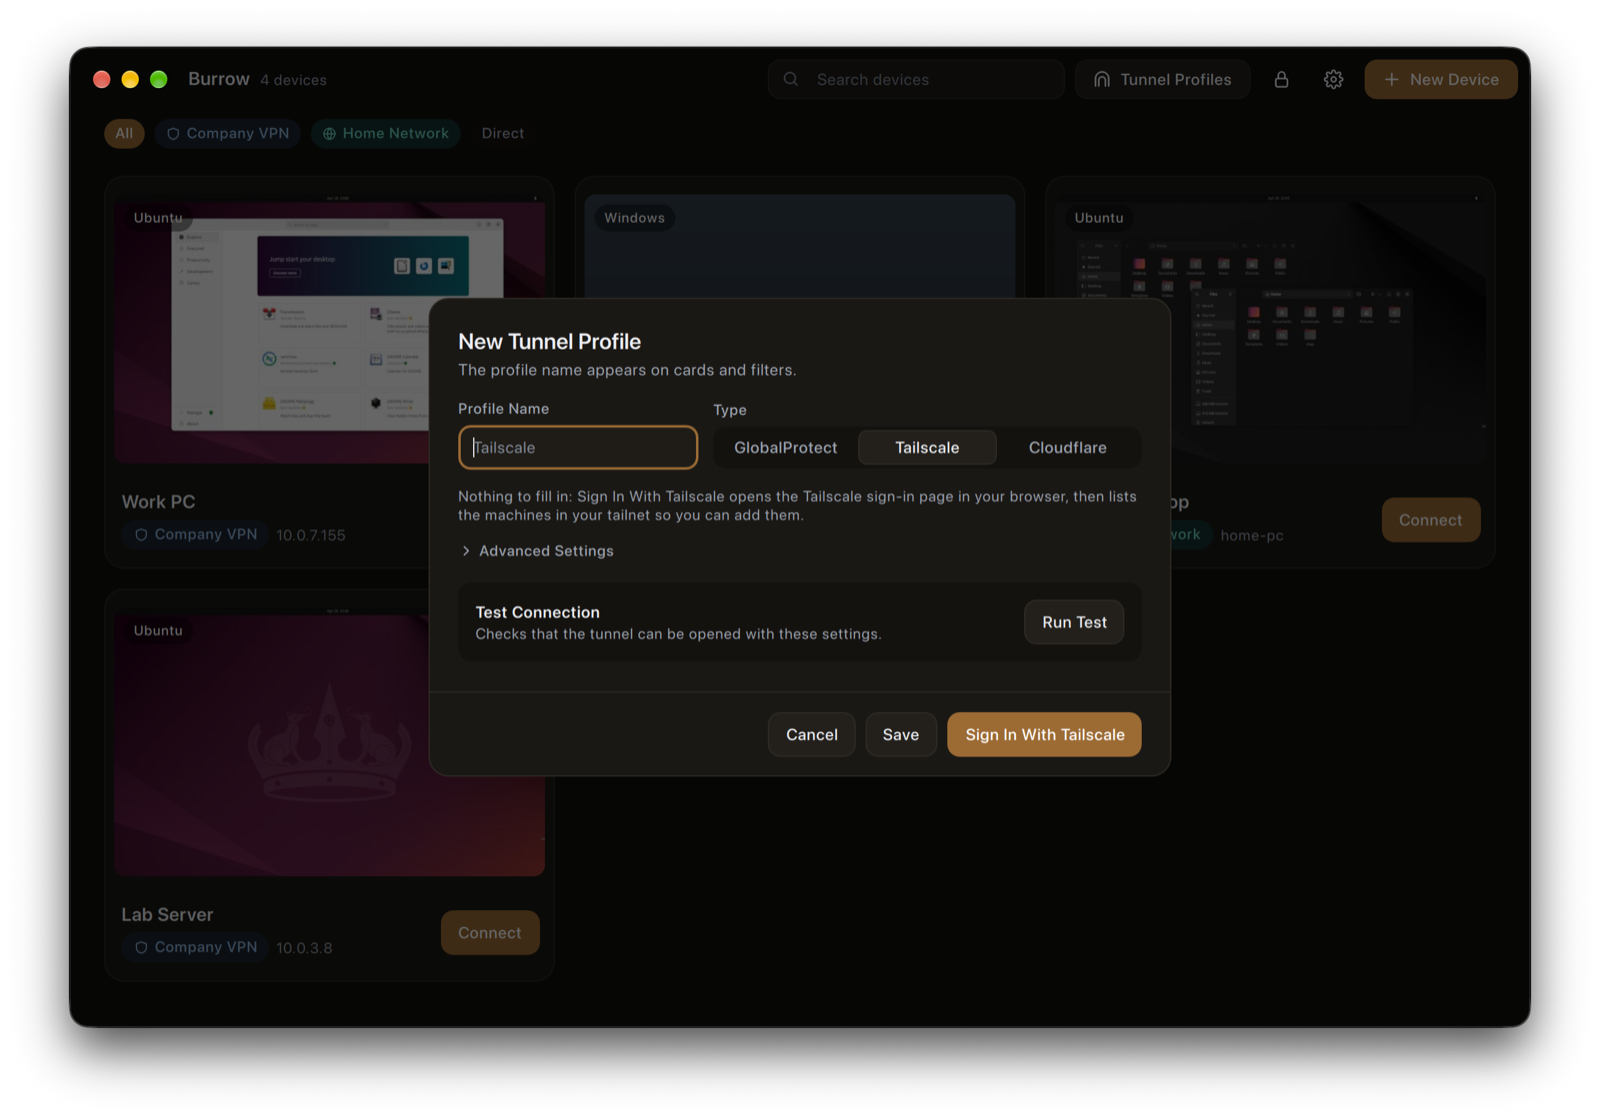 Burrow 4 devices
Search devices
Tunnel Profiles
New Device
All
Company VPN
Home Network
Direct
Ubuntu
Windows
Ubuntu
Jump start your desktop
New Tunnel Profile
The profile name appears on cards and filters.
Profile Name
Type
Tailscale
GlobalProtect
Tailscale
Cloudflare
Nothing to fill in: Sign In With Tailscale opens the Tailscale sign-in page in your browser, then lists
the machines in your tailnet so you can add them.
Advanced Settings
Test Connection
Checks that the tunnel can be opened with these settings.
Run Test
Cancel
Save
Sign In With Tailscale
Work PC
Company VPN 10.0.7.155
op
work home-pc
Connect
Ubuntu
Lab Server
Company VPN 10.0.3.8
Connect